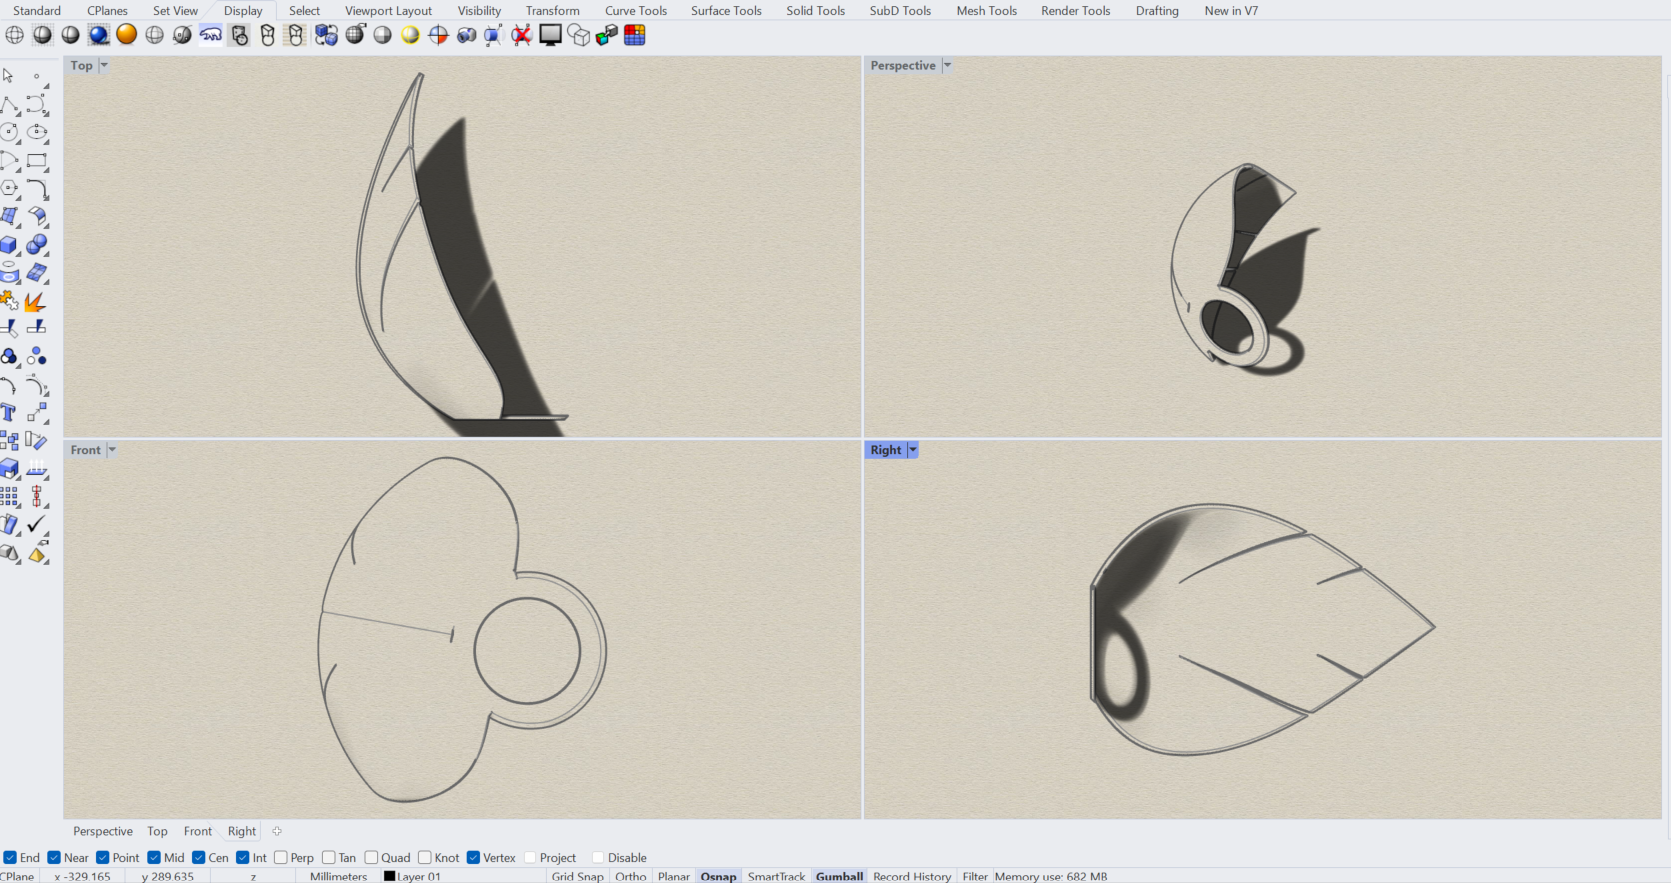 Standard CPlanes Set View Display Select Viewport Layout Visibility Transform Curve Tools Surface Tools Solid Tools SubD Tools Mesh Tools Render Tools Drafting New in V7
Top Perspective
Front Right
Perspective Top Front Right
End Near Point Mid Cen Int Perp Tan Quad Knot Vertex Project Disable
CPlane x -329.165 y 289.635 z Millimeters Layer 01 Grid Snap Ortho Planar Osnap SmartTrack Gumball Record History Filter Memory use: 682 MB